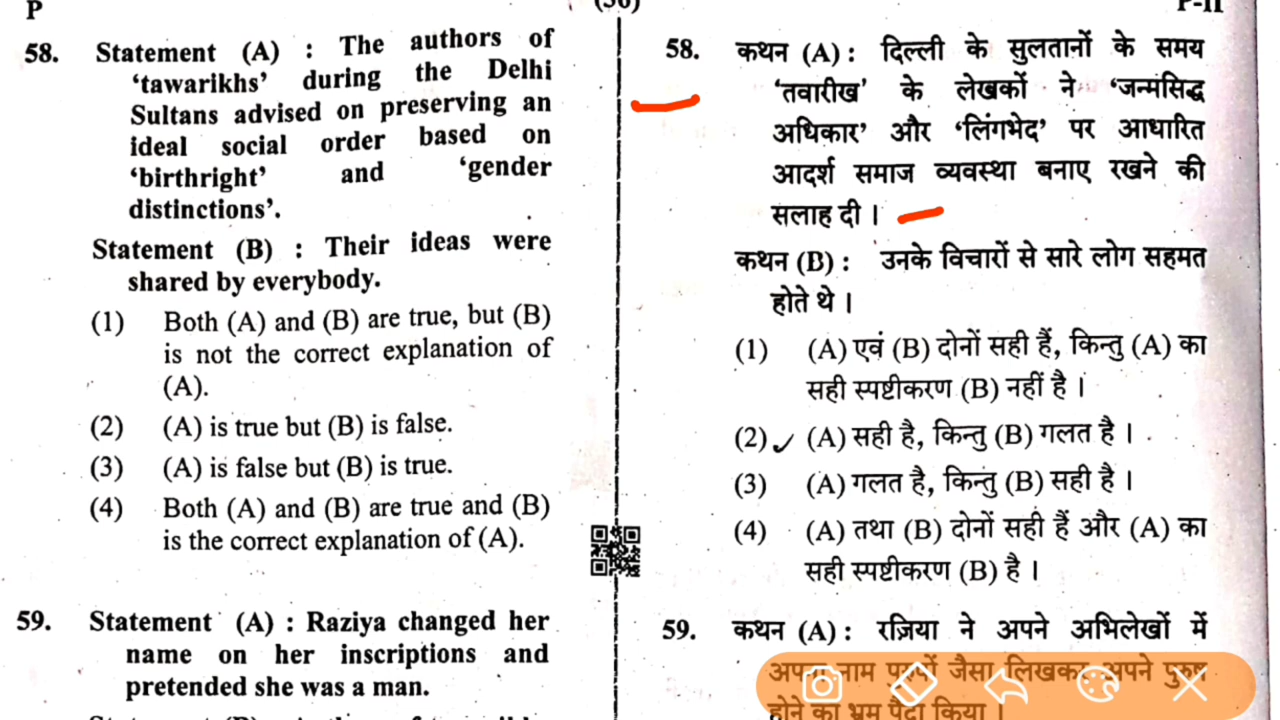 P
58. Statement (A) : The authors of
‘tawarikhs’ during the Delhi
Sultans advised on preserving an
ideal social order based on
‘birthright’ and ‘gender
distinctions’.
Statement (B) : Their ideas were
shared by everybody.
(1) Both (A) and (B) are true, but (B)
is not the correct explanation of
(A).
(2) (A) is true but (B) is false.
(3) (A) is false but (B) is true.
(4) Both (A) and (B) are true and (B)
is the correct explanation of (A).
59. Statement (A) : Raziya changed her
name on her inscriptions and
pretended she was a man.
P-II
58. कथन (A) : दिल्ली के सुलतानों के समय
‘तवारीख’ के लेखकों ने ‘जन्मसिद्ध
अधिकार’ और ‘लिंगभेद’ पर आधारित
आदर्श समाज व्यवस्था बनाए रखने की
सलाह दी ।
कथन (B) : उनके विचारों से सारे लोग सहमत
होते थे ।
(1) (A) एवं (B) दोनों सही हैं, किन्तु (A) का
सही स्पष्टीकरण (B) नहीं है ।
(2) (A) सही है, किन्तु (B) गलत है ।
(3) (A) गलत है, किन्तु (B) सही है ।
(4) (A) तथा (B) दोनों सही हैं और (A) का
सही स्पष्टीकरण (B) है ।
59. कथन (A) : रज़िया ने अपने अभिलेखों में
अपना नाम पुरुषों जैसा लिखकर अपने पुरुष
होने का भ्रम पैदा किया ।